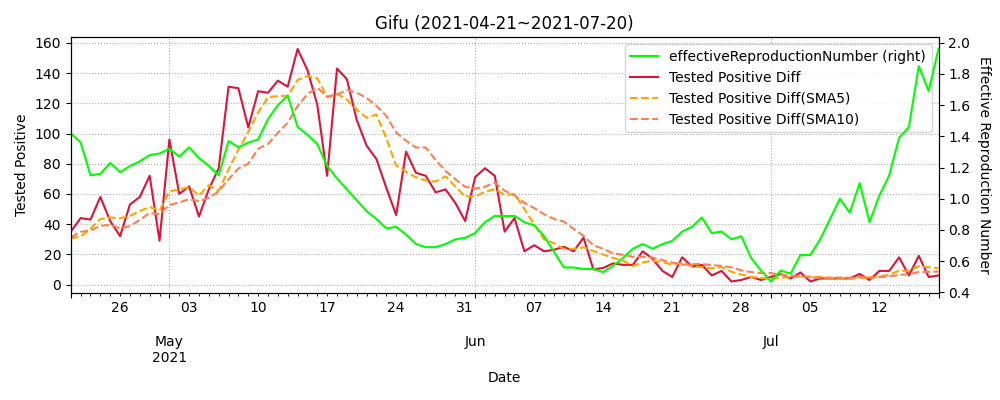 Gifu (2021-04-21~2021-07-20)
160
140
120
100
80
60
40
20
0
Tested Positive
2.0
1.8
1.6
1.4
1.2
1.0
0.8
0.6
0.4
Effective Reproduction Number
effectiveReproductionNumber (right)
Tested Positive Diff
Tested Positive Diff(SMA5)
Tested Positive Diff(SMA10)
26 03 10 17 24 31 07 14 21 28 05 12
May Jun Jul
2021
Date